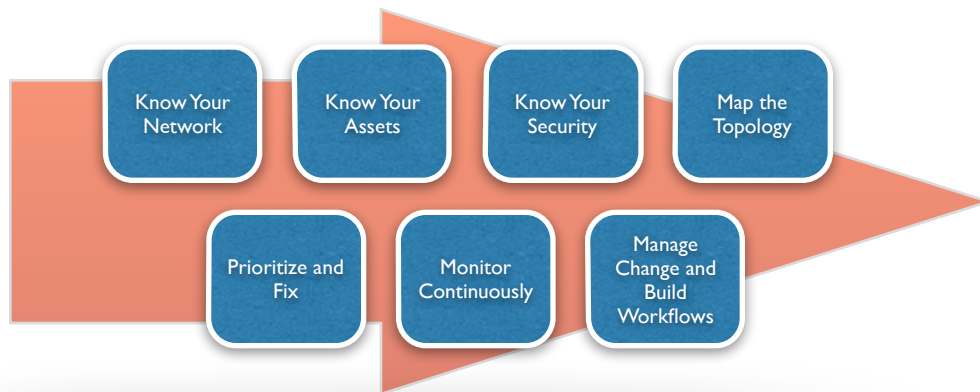 Know Your
Network
Know Your
Assets
Know Your
Security
Map the
Topology
Prioritize and
Fix
Monitor
Continuously
Manage
Change and
Build
Workflows